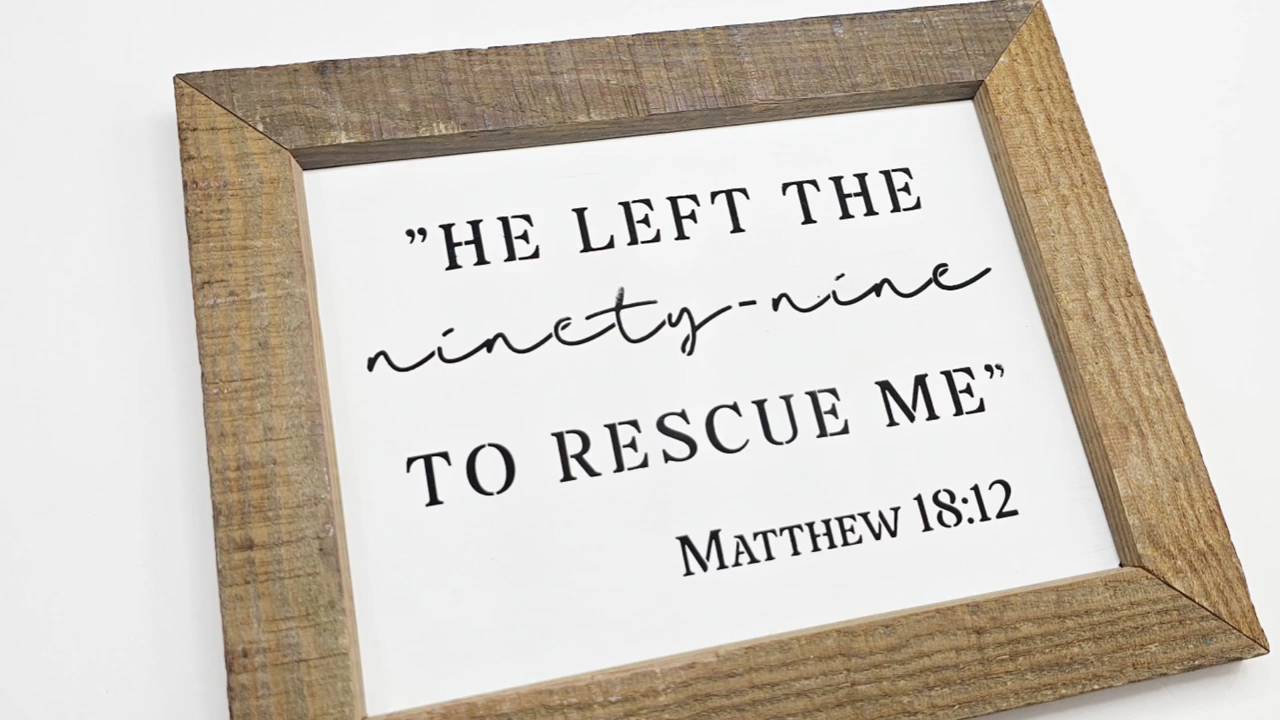 ”HE LEFT THE
ninety-nine
TO RESCUE ME”
MATTHEW 18:12